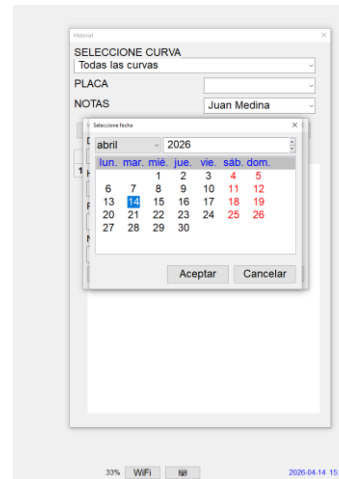 Historial
SELECCIONE CURVA
Todas las curvas
PLACA
NOTAS
Juan Medina
Seleccione fecha
abril 2026
lun. mar. mié. jue. vie. sáb. dom.
1 2 3 4 5
6 7 8 9 10 11 12
13 14 15 16 17 18 19
20 21 22 23 24 25 26
27 28 29 30
1
Aceptar Cancelar
33% WiFi 2026-04-14 15: